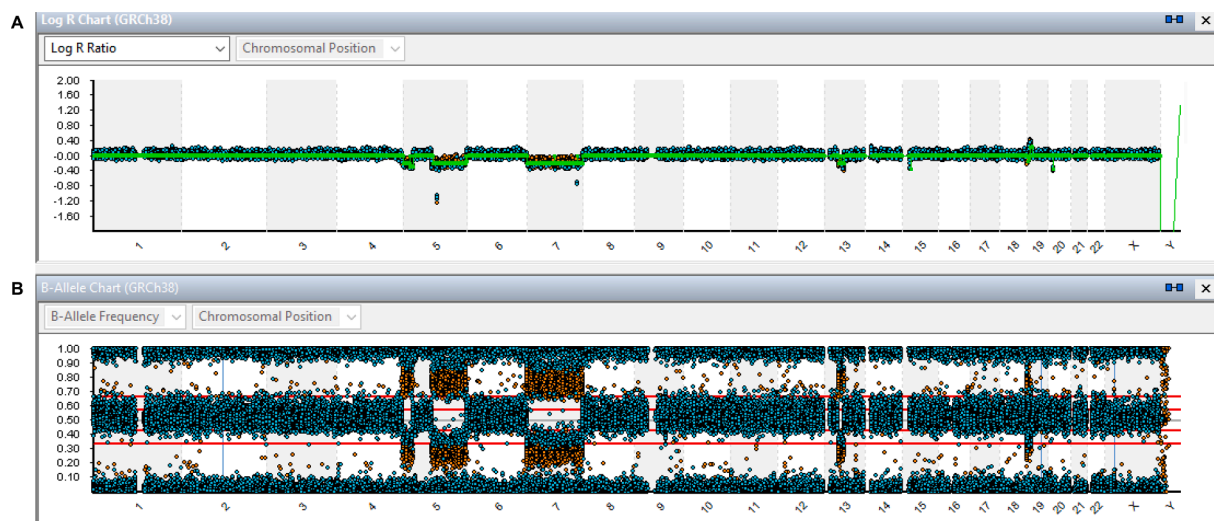 A
Log R Chart (GRCh38)
Log R Ratio Chromosomal Position
2.00
1.60
1.20
0.80
0.40
-0.00
-0.40
-0.80
-1.20
-1.60
1 2 3 4 5 6 7 8 9 10 11 12 13 14 15 16 17 18 19 20 21 22 X Y
B
B-Allele Chart (GRCh38)
B-Allele Frequency Chromosomal Position
1.00
0.90
0.80
0.70
0.60
0.50
0.40
0.30
0.20
0.10
1 2 3 4 5 6 7 8 9 10 11 12 13 14 15 16 17 18 19 20 21 22 X Y